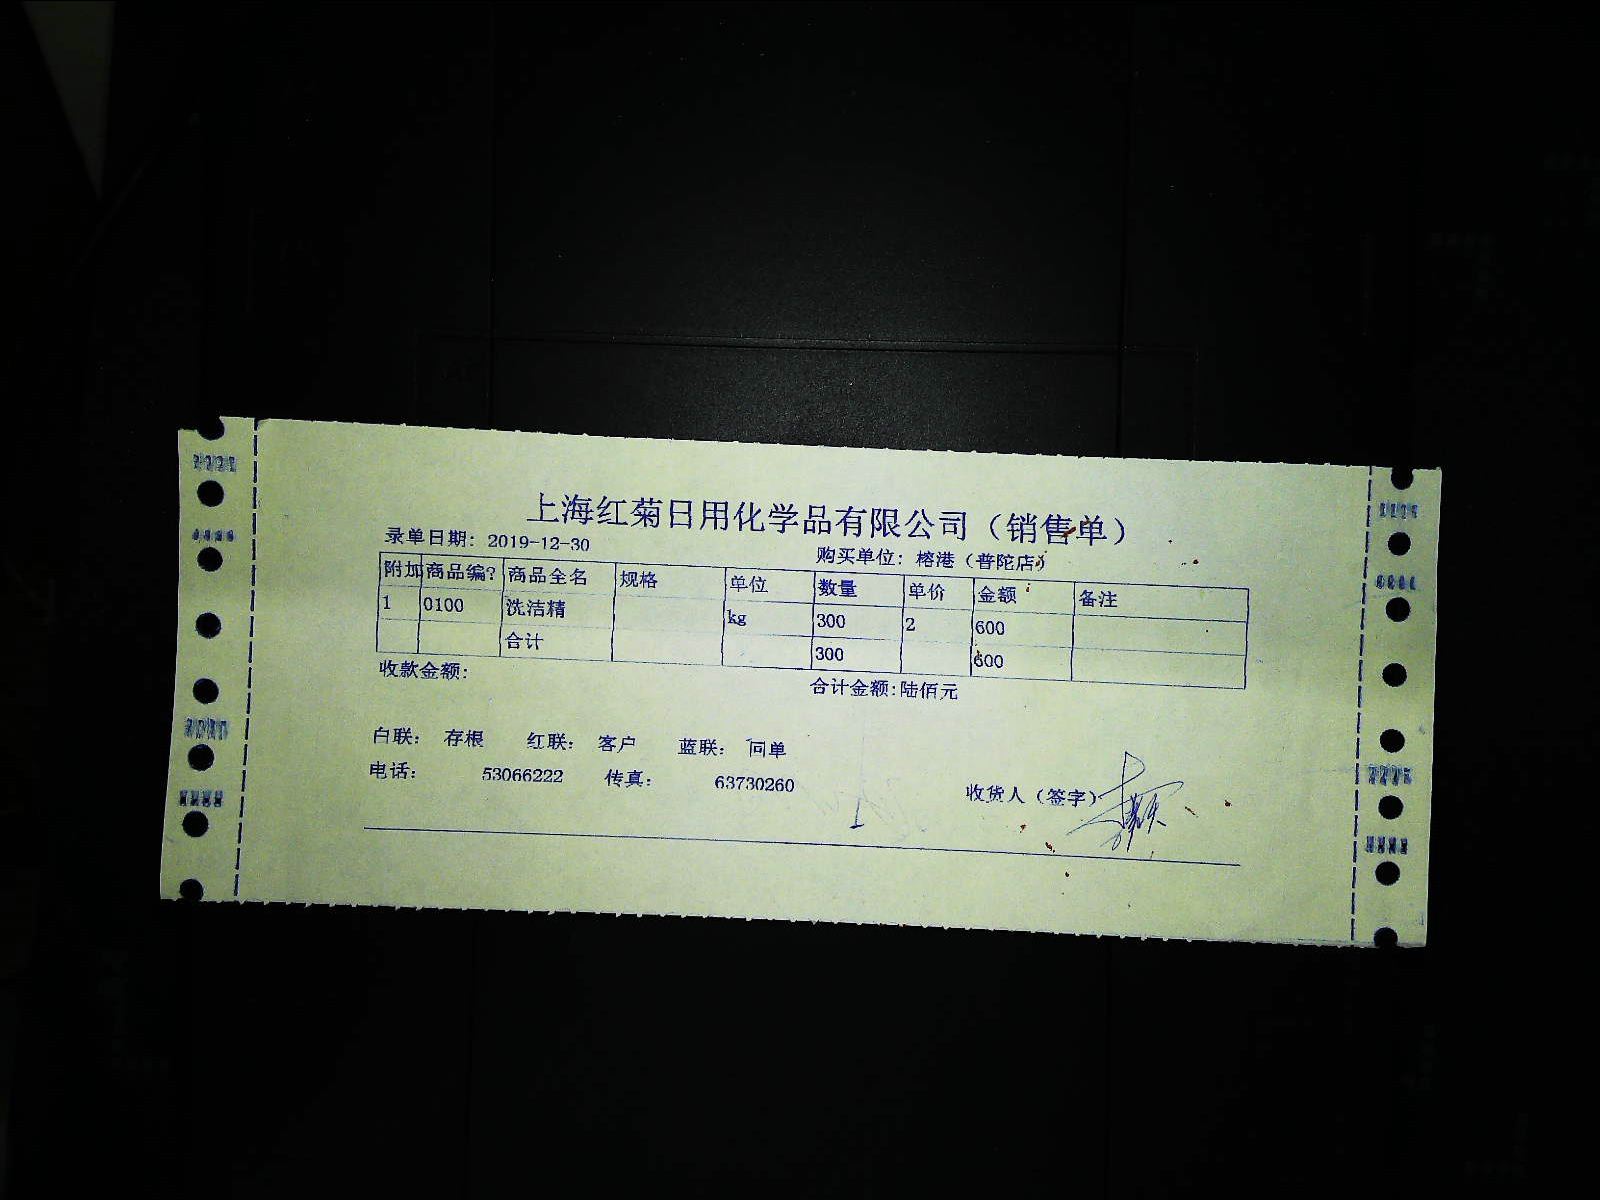 上海红菊日用化学品有限公司（销售单）
录单日期: 2019-12-30 购买单位: 榕港（普陀店）
附加 商品编? 商品全名 规格 单位 数量 单价 金额 备注
1 0100 洗洁精 kg 300 2 600
合计 300 600
收款金额: 合计金额:陆佰元
白联: 存根 红联: 客户 蓝联: 回单
电话: 53066222 传真: 63730260
收货人（签字）